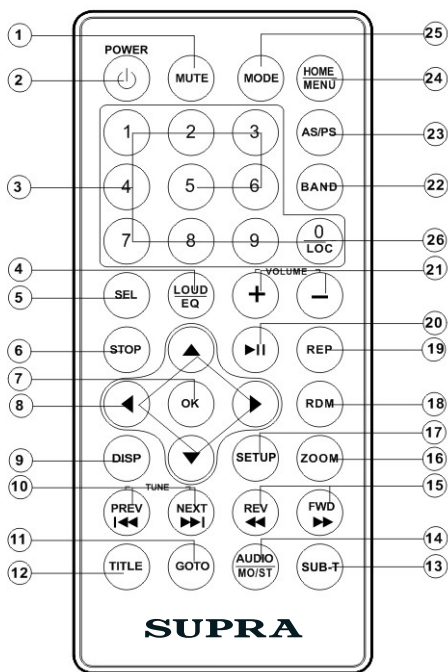 1 25
POWER
2 MUTE MODE HOME MENU 24
1 2 3 AS/PS 23
3 4 5 6 BAND 22
7 8 9 0 LOC 26
4 VOLUME 21
5 SEL LOUD EQ + −
20
6 STOP REP 19
7
8 OK RDM 18
17
9 DISP SETUP ZOOM 16
10 TUNE 15
PREV NEXT REV FWD
11 14
12 TITLE GOTO AUDIO MO/ST SUB-T 13
SUPRA